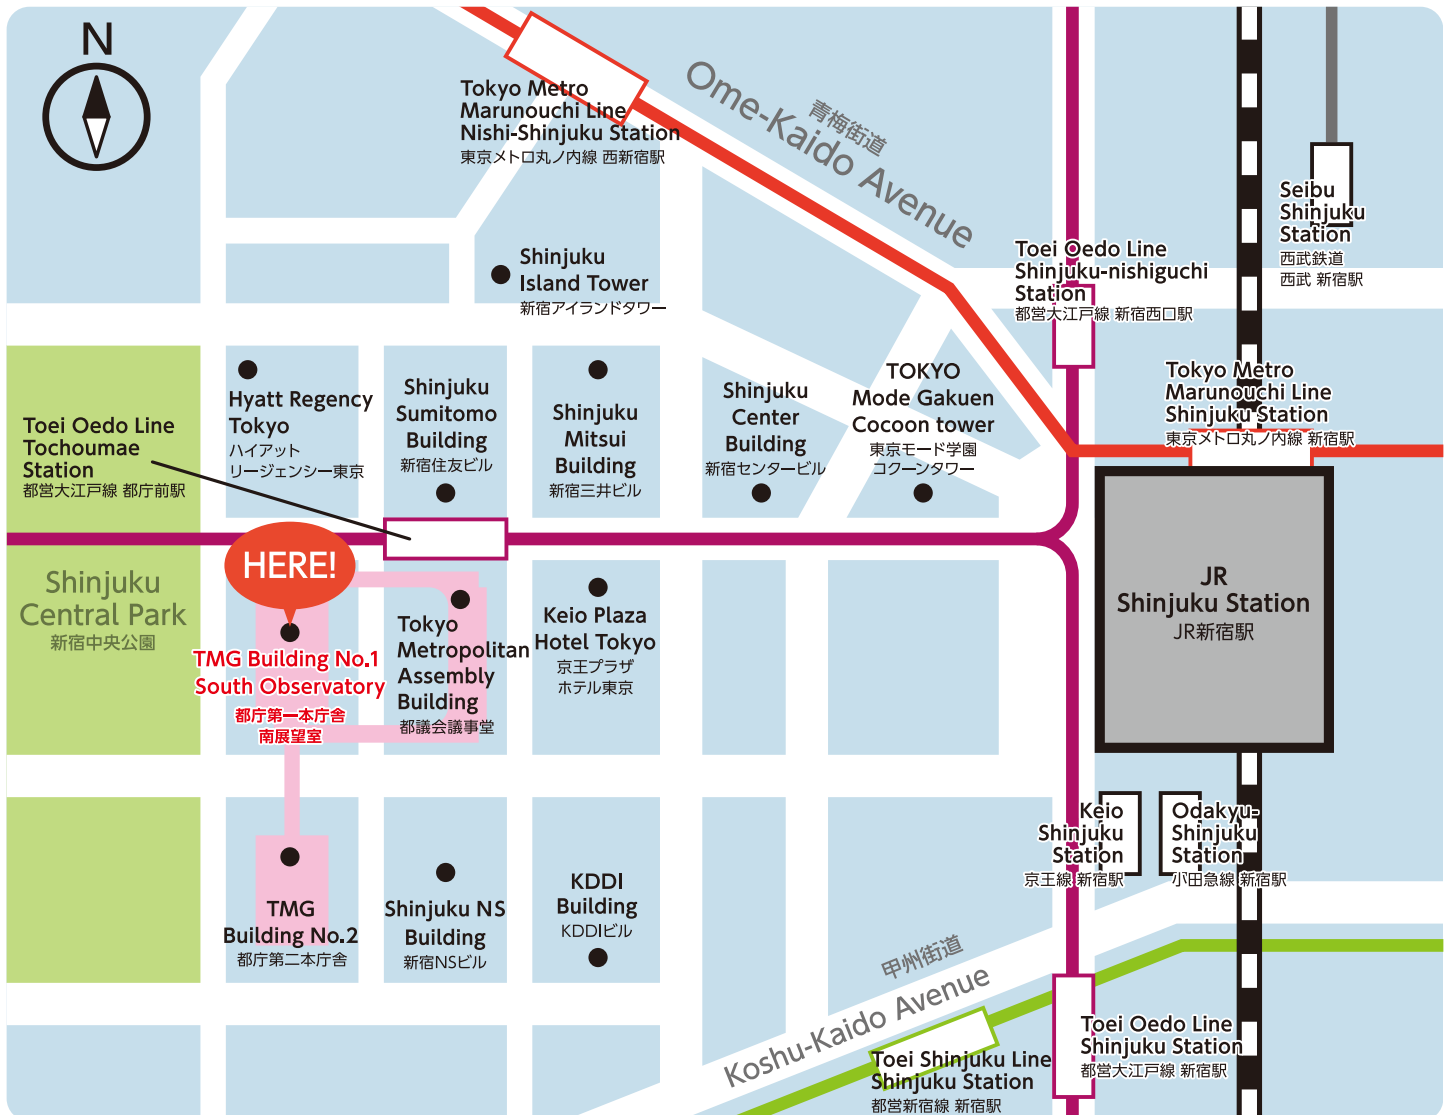 N
Tokyo Metro
Marunouchi Line
Nishi-Shinjuku Station
東京メトロ丸ノ内線 西新宿駅
青梅街道
Ome-Kaido Avenue
Seibu
Shinjuku
Station
西武鉄道
西武 新宿駅
Shinjuku
Island Tower
新宿アイランドタワー
Toei Oedo Line
Shinjuku-nishiguchi
Station
都営大江戸線 新宿西口駅
Tokyo Metro
Marunouchi Line
Shinjuku Station
東京メトロ丸ノ内線 新宿駅
Toei Oedo Line
Tochoumae
Station
都営大江戸線 都庁前駅
Hyatt Regency
Tokyo
ハイアット
リージェンシー東京
Shinjuku
Sumitomo
Building
新宿住友ビル
Shinjuku
Mitsui
Building
新宿三井ビル
Shinjuku
Center
Building
新宿センタービル
TOKYO
Mode Gakuen
Cocoon tower
東京モード学園
コクーンタワー
HERE!
Shinjuku
Central Park
新宿中央公園
TMG Building No.1
South Observatory
都庁第一本庁舎
南展望室
Tokyo
Metropolitan
Assembly
Building
都議会議事堂
Keio Plaza
Hotel Tokyo
京王プラザ
ホテル東京
JR
Shinjuku Station
JR新宿駅
Keio
Shinjuku
Station
京王線 新宿駅
Odakyu-
Shinjuku
Station
小田急線 新宿駅
TMG
Building No.2
都庁第二本庁舎
Shinjuku NS
Building
新宿NSビル
KDDI
Building
KDDIビル
甲州街道
Koshu-Kaido Avenue
Toei Shinjuku Line
Shinjuku Station
都営新宿線 新宿駅
Toei Oedo Line
Shinjuku Station
都営大江戸線 新宿駅